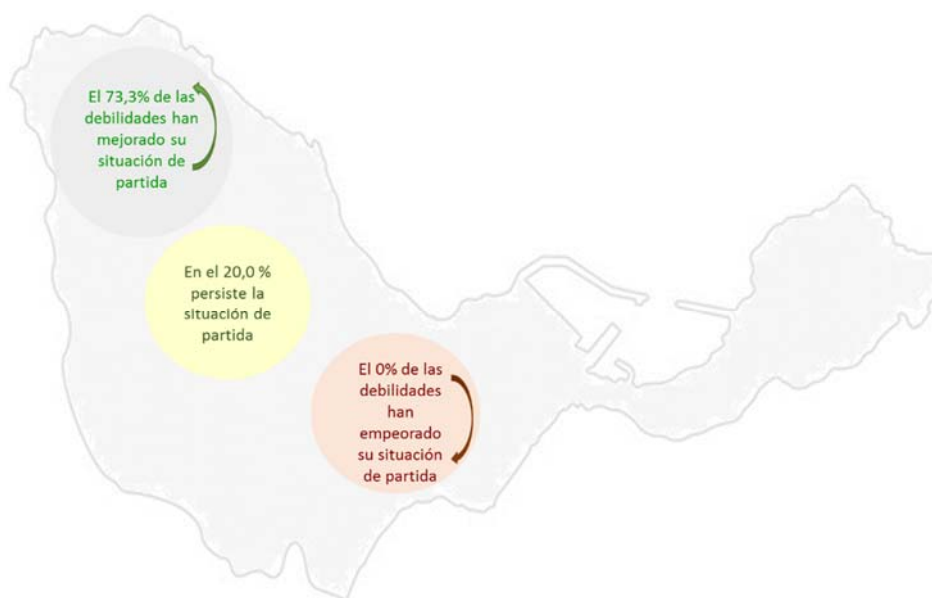 El 73,3% de las
debilidades han
mejorado su
situación de
partida
En el 20,0 %
persiste la
situación de
partida
El 0% de las
debilidades
han
empeorado
su situación
de partida